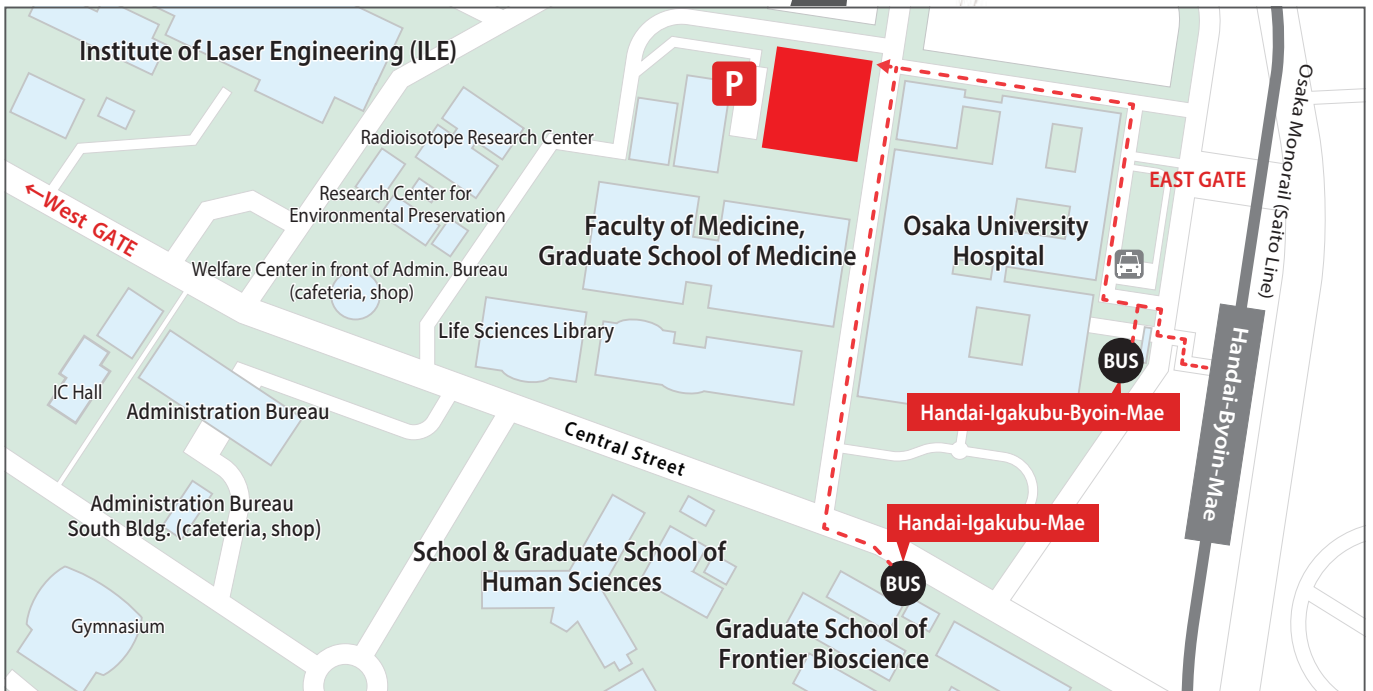 Institute of Laser Engineering (ILE)
P
Radioisotope Research Center
Osaka Monorail (Saito Line)
EAST GATE
Research Center for
Environmental Preservation
←West GATE
Faculty of Medicine,
Graduate School of Medicine
Osaka University
Hospital
Welfare Center in front of Admin. Bureau
(cafeteria, shop)
Life Sciences Library
BUS
Handai-Byoin-Mae
IC Hall
Administration Bureau
Handai-Igakubu-Byoin-Mae
Central Street
Administration Bureau
South Bldg. (cafeteria, shop)
Handai-Igakubu-Mae
School & Graduate School of
Human Sciences
BUS
Gymnasium
Graduate School of
Frontier Bioscience